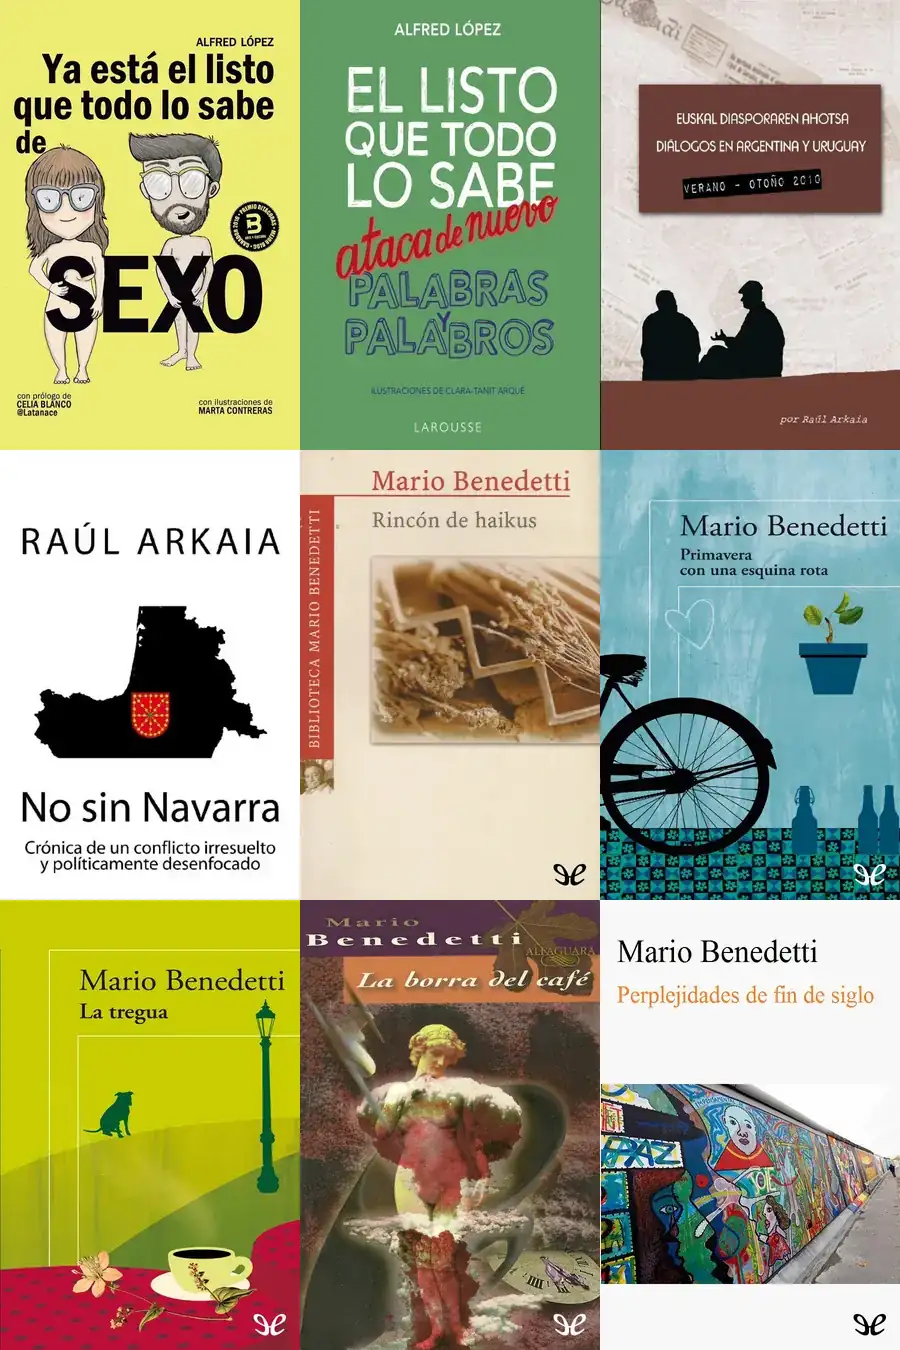 ALFRED LÓPEZ
Ya está el listo
que todo lo sabe
de
SEXO
con prólogo de
CELIA BLANCO
@Latanace
con ilustraciones de
MARTA CONTRERAS
ALFRED LÓPEZ
EL LISTO
QUE TODO
LO SABE
ataca de nuevo
PALABRAS
Y
PALABROS
ILUSTRACIONES DE CLARA-TANIT ARQUÉ
LAROUSSE
EUSKAL DIASPORAREN AHOTSA
DIÁLOGOS EN ARGENTINA Y URUGUAY
VERANO - OTOÑO 2010
por Raúl Arkaia
RAÚL ARKAIA
No sin Navarra
Crónica de un conflicto irresuelto
y políticamente desenfocado
Mario Benedetti
Rincón de haikus
BIBLIOTECA MARIO BENEDETTI
Mario Benedetti
Primavera
con una esquina rota
Mario Benedetti
La tregua
Mario
Benedetti
ALFAGUARA
La borra del café
Mario Benedetti
Perplejidades de fin de siglo